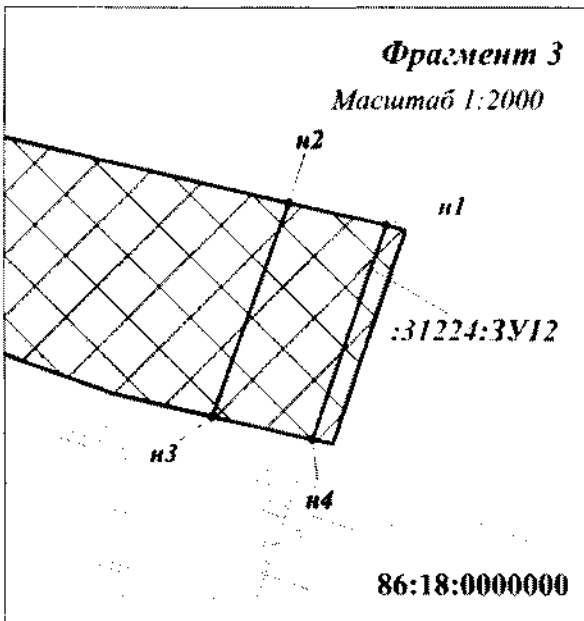 Фрагмент 3
Масштаб 1:2000
н2
н1
:31224:ЗУ12
н3
н4
86:18:0000000